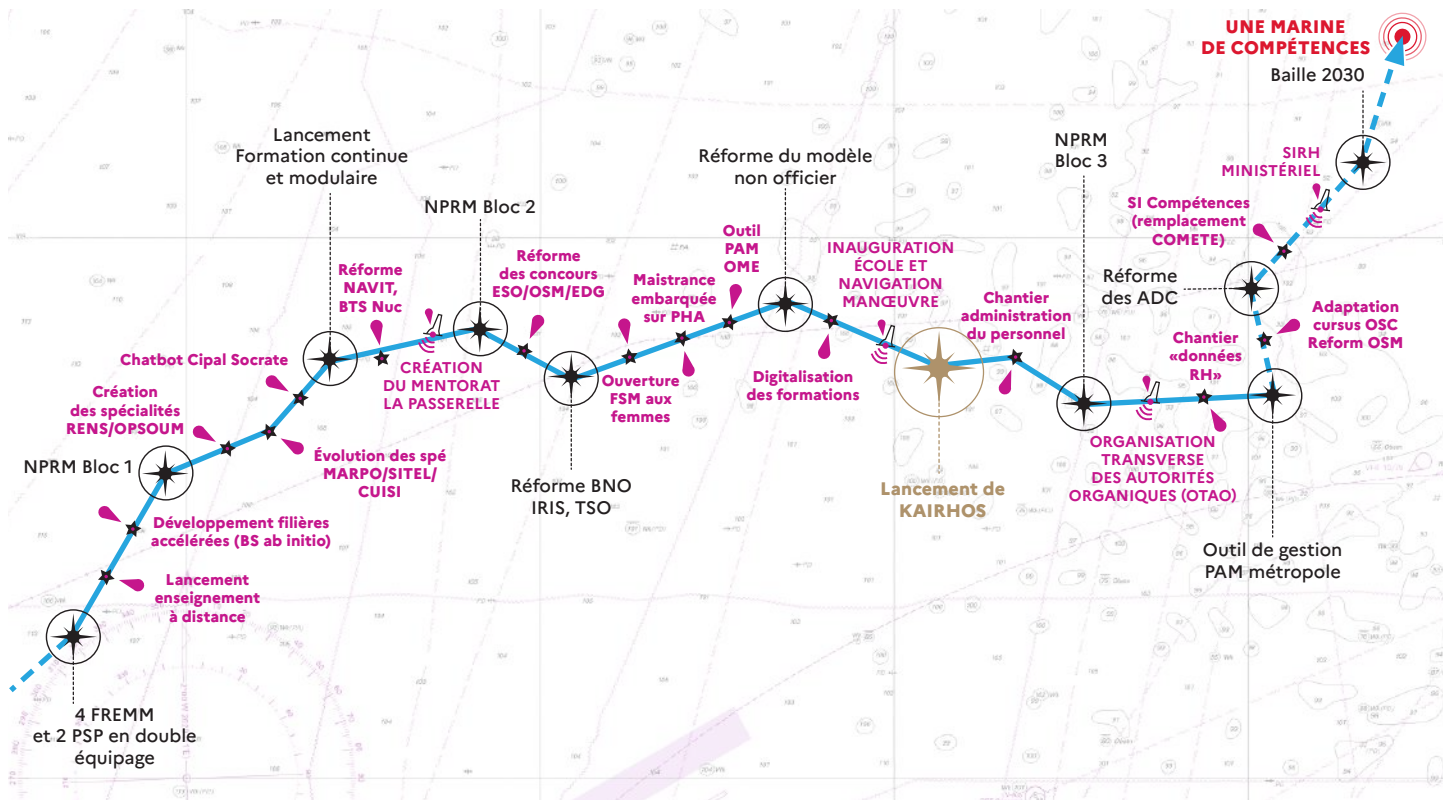 UNE MARINE
DE COMPÉTENCES
Baille 2030
Lancement
Formation continue
et modulaire
Réforme du modèle
non officier
NPRM
Bloc 3
SIRH
MINISTÉRIEL
NPRM Bloc 2
SI Compétences
(remplacement
COMETE)
Réforme
NAVIT,
BTS Nuc
Réforme
des concours
ESO/OSM/EDG
Outil
PAM
OME
INAUGURATION
ÉCOLE ET
NAVIGATION
MANŒUVRE
Maistrance
embarquée
sur PHA
Chantier
administration
du personnel
Réforme
des ADC
Adaptation
cursus OSC
Reform OSM
Chatbot Cipal Socrate
CRÉATION
DU MENTORAT
LA PASSERELLE
Ouverture
FSM aux
femmes
Digitalisation
des formations
Chantier
«données
RH»
Création
des spécialités
RENS/OPSOUM
NPRM Bloc 1
Évolution des spé
MARPO/SITEL/
CUISI
Réforme BNO
IRIS, TSO
Lancement de
KAIRHOS
ORGANISATION
TRANSVERSE
DES AUTORITÉS
ORGANIQUES (OTAO)
Développement filières
accélérées (BS ab initio)
Outil de gestion
PAM métropole
Lancement
enseignement
à distance
4 FREMM
et 2 PSP en double
équipage